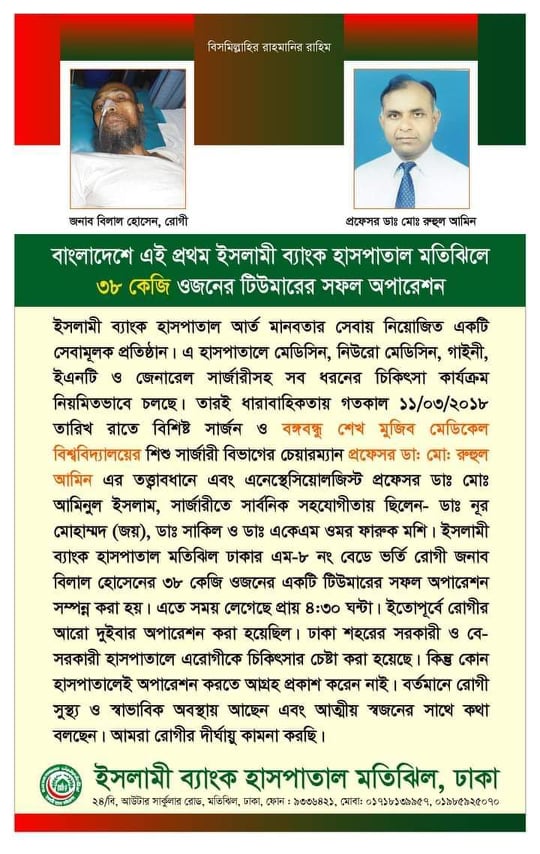 বিসমিল্লাহির রাহমানির রাহিম
জনাব বিলাল হোসেন, রোগী
প্রফেসর ডাঃ মোঃ রুহুল আমিন
বাংলাদেশে এই প্রথম ইসলামী ব্যাংক হাসপাতাল মতিঝিলে
৩৮ কেজি ওজনের টিউমারের সফল অপারেশন
ইসলামী ব্যাংক হাসপাতাল আর্ত মানবতার সেবায় নিয়োজিত একটি
সেবামূলক প্রতিষ্ঠান। এ হাসপাতালে মেডিসিন, নিউরো মেডিসিন, গাইনী,
ইএনটি ও জেনারেল সার্জারীসহ সব ধরনের চিকিৎসা কার্যক্রম
নিয়মিতভাবে চলছে। তারই ধারাবাহিকতায় গতকাল ১১/০৩/২০১৮
তারিখ রাতে বিশিষ্ট সার্জন ও বঙ্গবন্ধু শেখ মুজিব মেডিকেল
বিশ্ববিদ্যালয়ের শিশু সার্জারী বিভাগের চেয়ারম্যান প্রফেসর ডা: মো: রুহুল
আমিন এর তত্ত্বাবধানে এবং এনেস্থেসিয়োলজিস্ট প্রফেসর ডাঃ মোঃ
আমিনুল ইসলাম, সার্জারীতে সার্বনিক সহযোগীতায় ছিলেন- ডাঃ নূর
মোহাম্মদ (জয়), ডাঃ সাকিল ও ডাঃ একেএম ওমর ফারুক মশি। ইসলামী
ব্যাংক হাসপাতাল মতিঝিল ঢাকার এম-৮ নং বেডে ভর্তি রোগী জনাব
বিলাল হোসেনের ৩৮ কেজি ওজনের একটি টিউমারের সফল অপারেশন
সম্পন্ন করা হয়। এতে সময় লেগেছে প্রায় ৪:৩০ ঘন্টা। ইতোপূর্বে রোগীর
আরো দুইবার অপারেশন করা হয়েছিল। ঢাকা শহরের সরকারী ও বে-
সরকারী হাসপাতালে এরোগীকে চিকিৎসার চেষ্টা করা হয়েছে। কিন্তু কোন
হাসপাতালেই অপারেশন করতে আগ্রহ প্রকাশ করেন নাই। বর্তমানে রোগী
সুস্থ্য ও স্বাভাবিক অবস্থায় আছেন এবং আত্মীয় স্বজনের সাথে কথা
বলছেন। আমরা রোগীর দীর্ঘায়ু কামনা করছি।
ইসলামী ব্যাংক হাসপাতাল মতিঝিল, ঢাকা
২৪/বি, আউটার সার্কুলার রোড, মতিঝিল, ঢাকা, ফোন : ৯৩৩৬৪২১, মোবা: ০১৭১৮১৩৯৯৫৭, ০১৯৮৫৯২৫০৭০